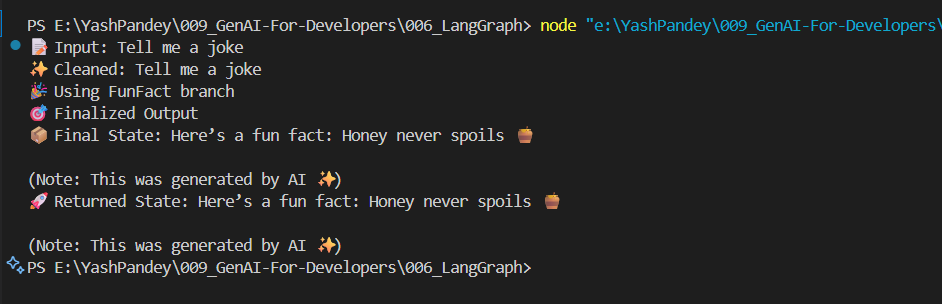 PS E:\YashPandey\009_GenAI-For-Developers\006_LangGraph> node "e:\YashPandey\009_GenAI-For-Developers\
📝 Input: Tell me a joke
✨ Cleaned: Tell me a joke
🎉 Using FunFact branch
🎯 Finalized Output
📦 Final State: Here’s a fun fact: Honey never spoils 🍯
(Note: This was generated by AI ✨)
🚀 Returned State: Here’s a fun fact: Honey never spoils 🍯
(Note: This was generated by AI ✨)
PS E:\YashPandey\009_GenAI-For-Developers\006_LangGraph>